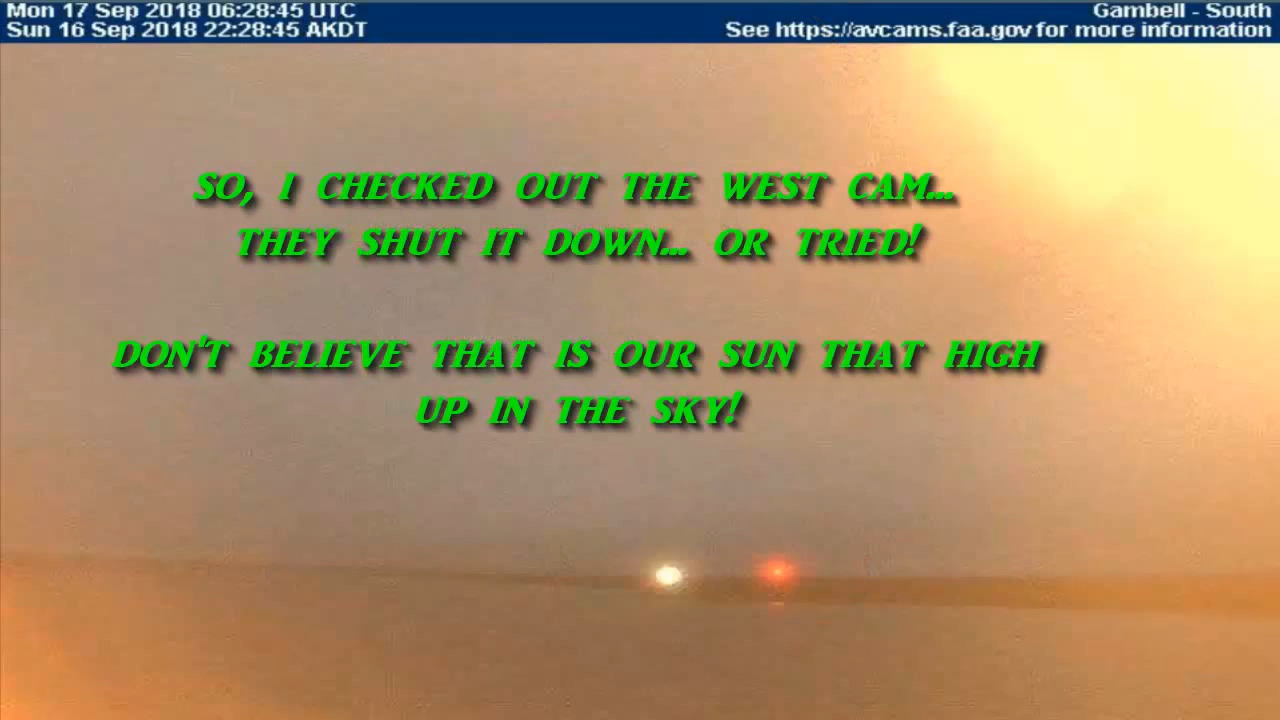 Mon 17 Sep 2018 06:28:45 UTC
Gambell - South
Sun 16 Sep 2018 22:28:45 AKDT
See https://avcams.faa.gov for more information
SO, I CHECKED OUT THE WEST CAM...
THEY SHUT IT DOWN... OR TRIED!
DON'T BELIEVE THAT IS OUR SUN THAT HIGH
UP IN THE SKY!